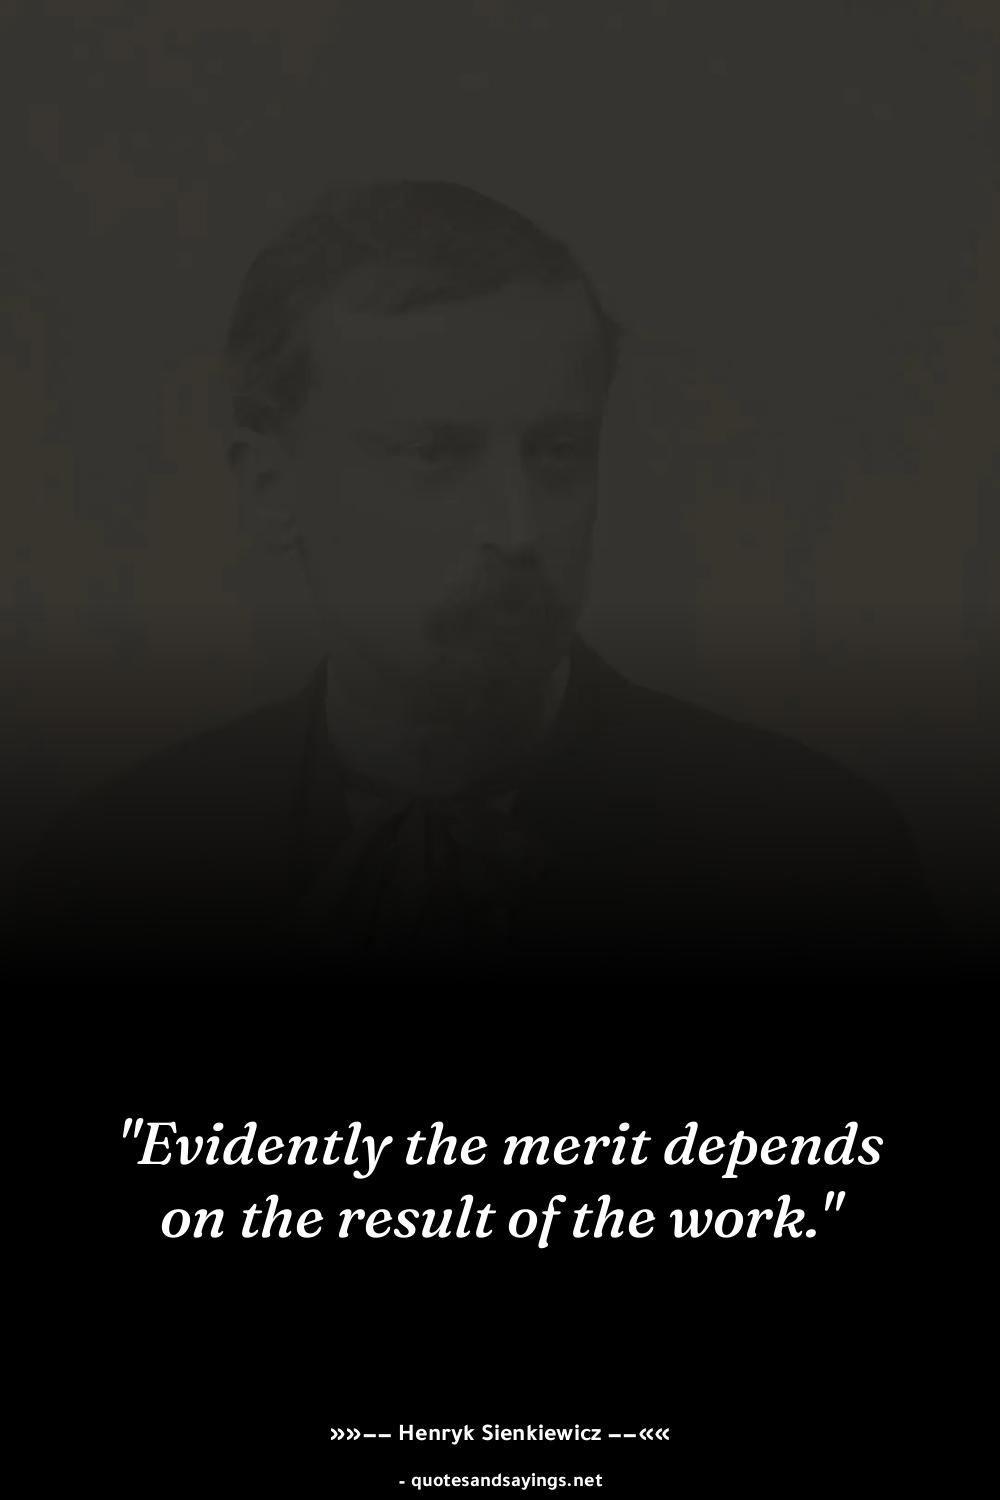 "Evidently the merit depends
on the result of the work."
»»–– Henryk Sienkiewicz ––««
- quotesandsayings.net